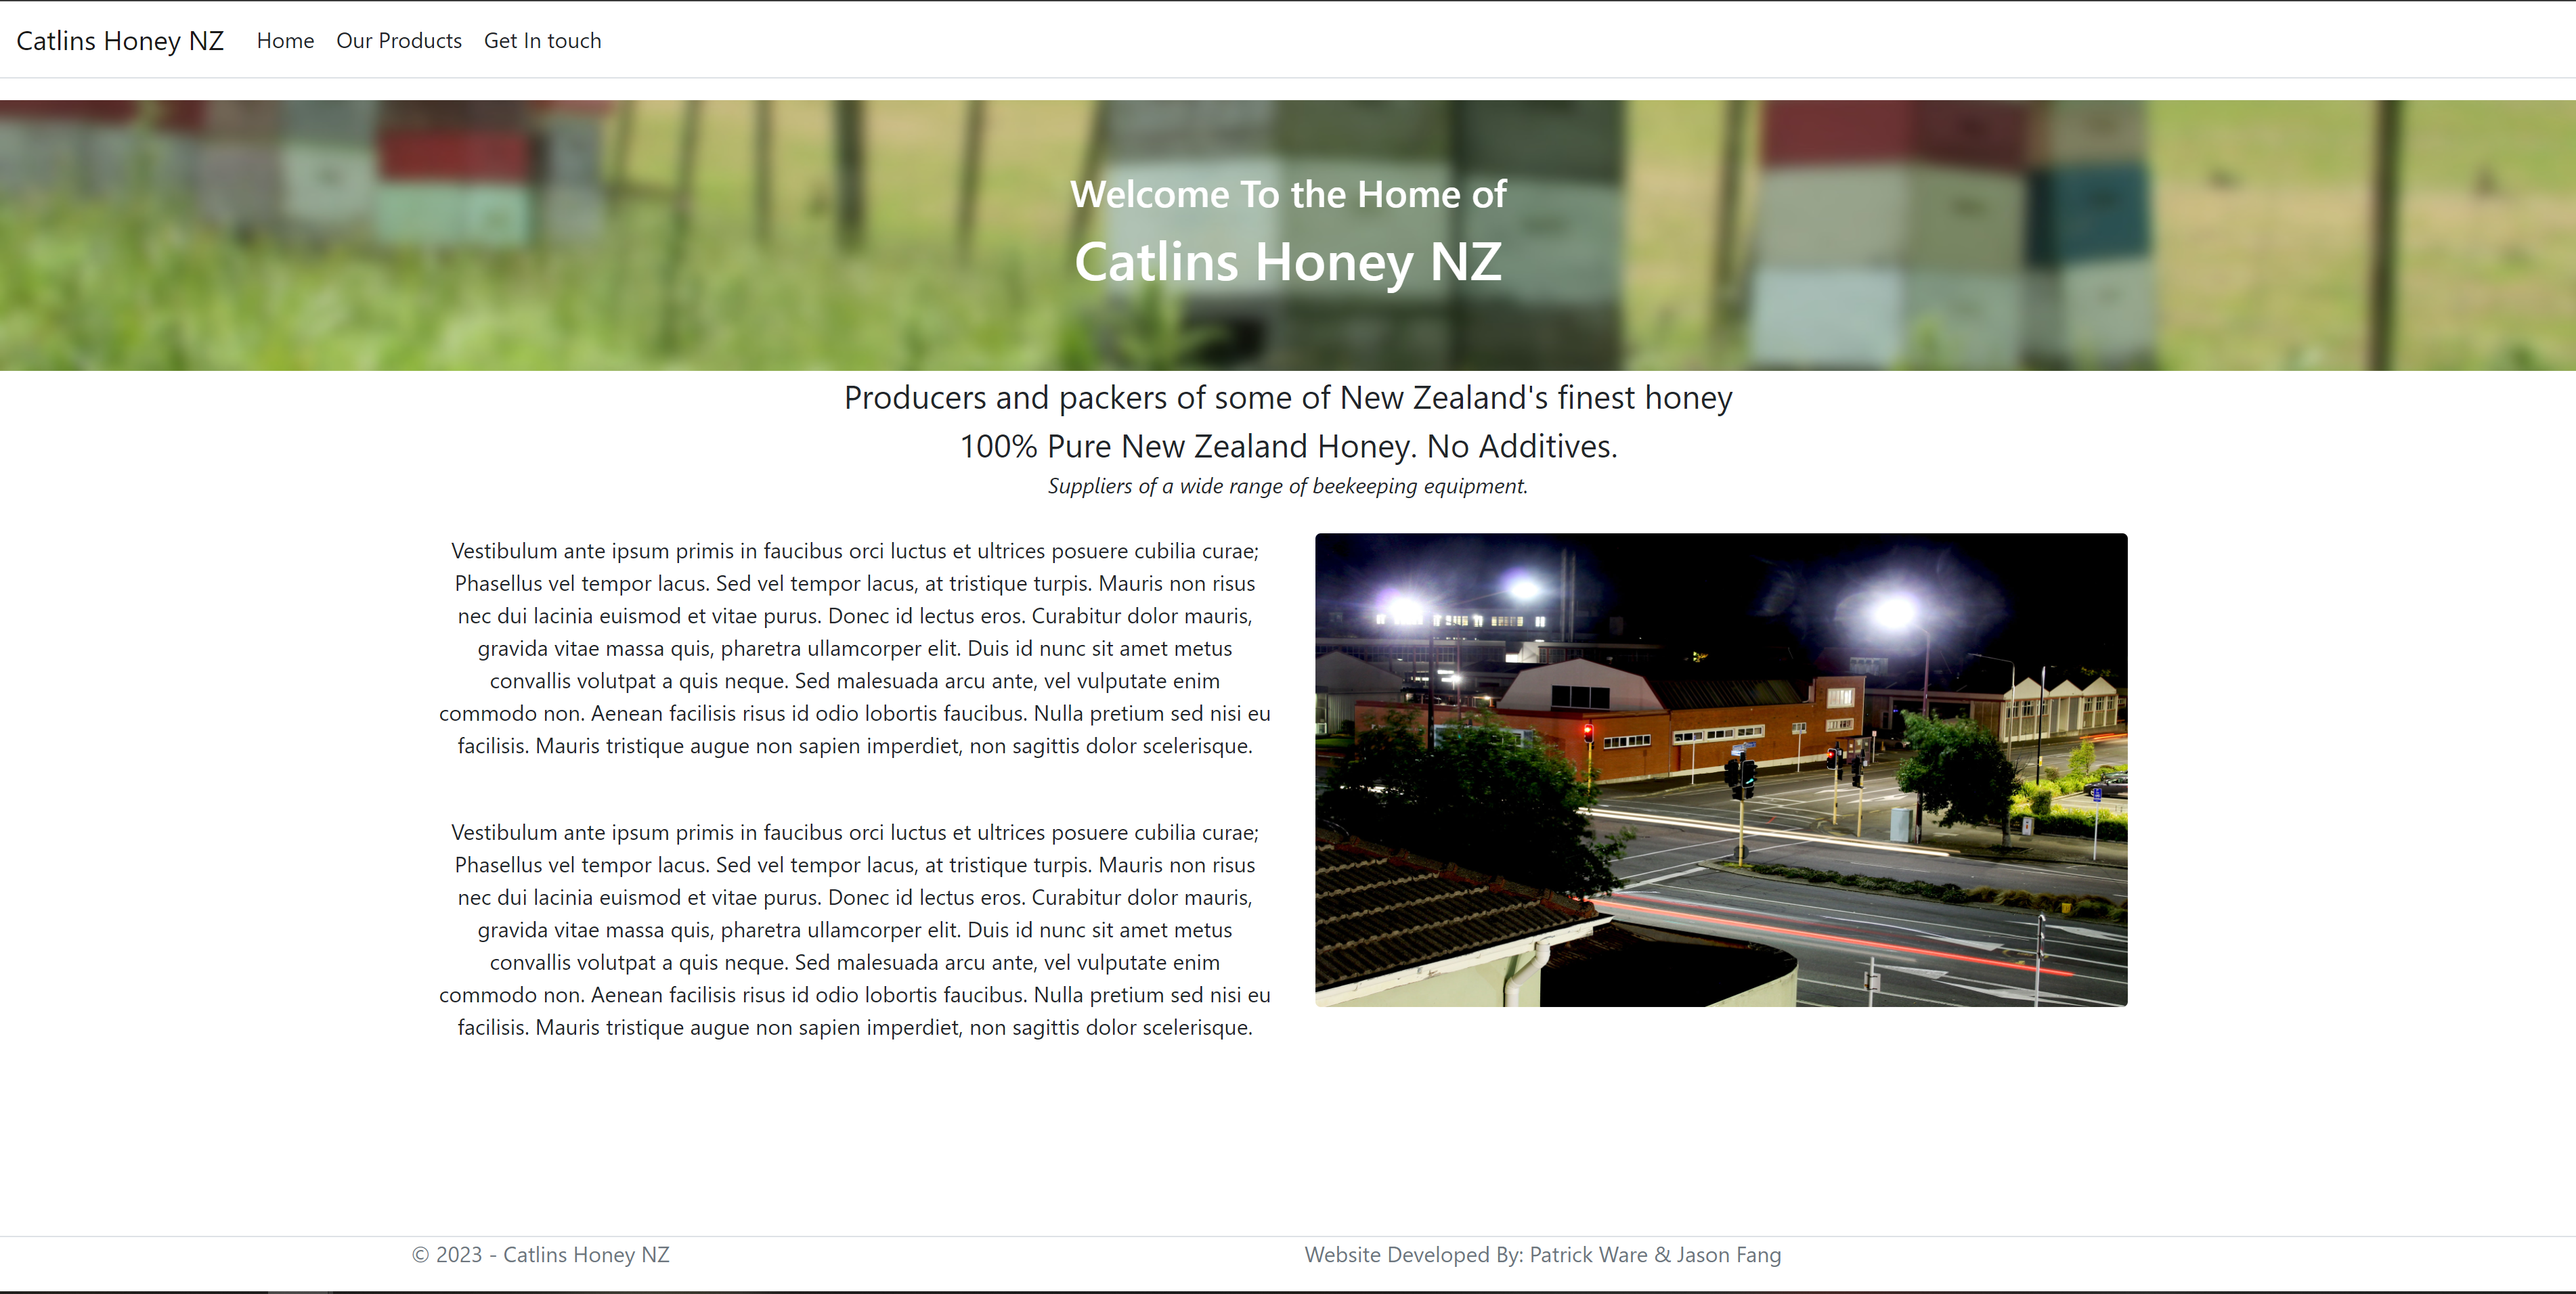 Catlins Honey NZ Home Our Products Get In touch
Welcome To the Home of
Catlins Honey NZ
Producers and packers of some of New Zealand's finest honey
100% Pure New Zealand Honey. No Additives.
Suppliers of a wide range of beekeeping equipment.
Vestibulum ante ipsum primis in faucibus orci luctus et ultrices posuere cubilia curae;
Phasellus vel tempor lacus. Sed vel tempor lacus, at tristique turpis. Mauris non risus
nec dui lacinia euismod et vitae purus. Donec id lectus eros. Curabitur dolor mauris,
gravida vitae massa quis, pharetra ullamcorper elit. Duis id nunc sit amet metus
convallis volutpat a quis neque. Sed malesuada arcu ante, vel vulputate enim
commodo non. Aenean facilisis risus id odio lobortis faucibus. Nulla pretium sed nisi eu
facilisis. Mauris tristique augue non sapien imperdiet, non sagittis dolor scelerisque.
Vestibulum ante ipsum primis in faucibus orci luctus et ultrices posuere cubilia curae;
Phasellus vel tempor lacus. Sed vel tempor lacus, at tristique turpis. Mauris non risus
nec dui lacinia euismod et vitae purus. Donec id lectus eros. Curabitur dolor mauris,
gravida vitae massa quis, pharetra ullamcorper elit. Duis id nunc sit amet metus
convallis volutpat a quis neque. Sed malesuada arcu ante, vel vulputate enim
commodo non. Aenean facilisis risus id odio lobortis faucibus. Nulla pretium sed nisi eu
facilisis. Mauris tristique augue non sapien imperdiet, non sagittis dolor scelerisque.
© 2023 - Catlins Honey NZ
Website Developed By: Patrick Ware & Jason Fang